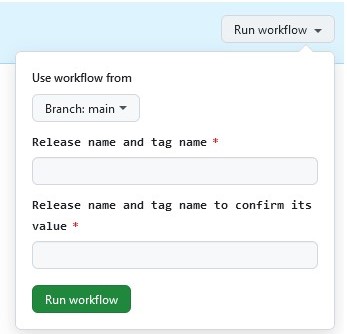 Run workflow
Use workflow from
Branch: main
Release name and tag name *
Release name and tag name to confirm its
value *
Run workflow